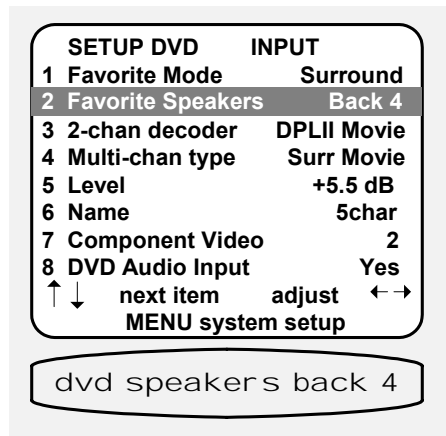 SETUP DVD INPUT
1 Favorite Mode Surround
2 Favorite Speakers Back 4
3 2-chan decoder DPLII Movie
4 Multi-chan type Surr Movie
5 Level +5.5 dB
6 Name 5char
7 Component Video 2
8 DVD Audio Input Yes
↑↓ next item adjust ←→
MENU system setup
dvd speakers back 4